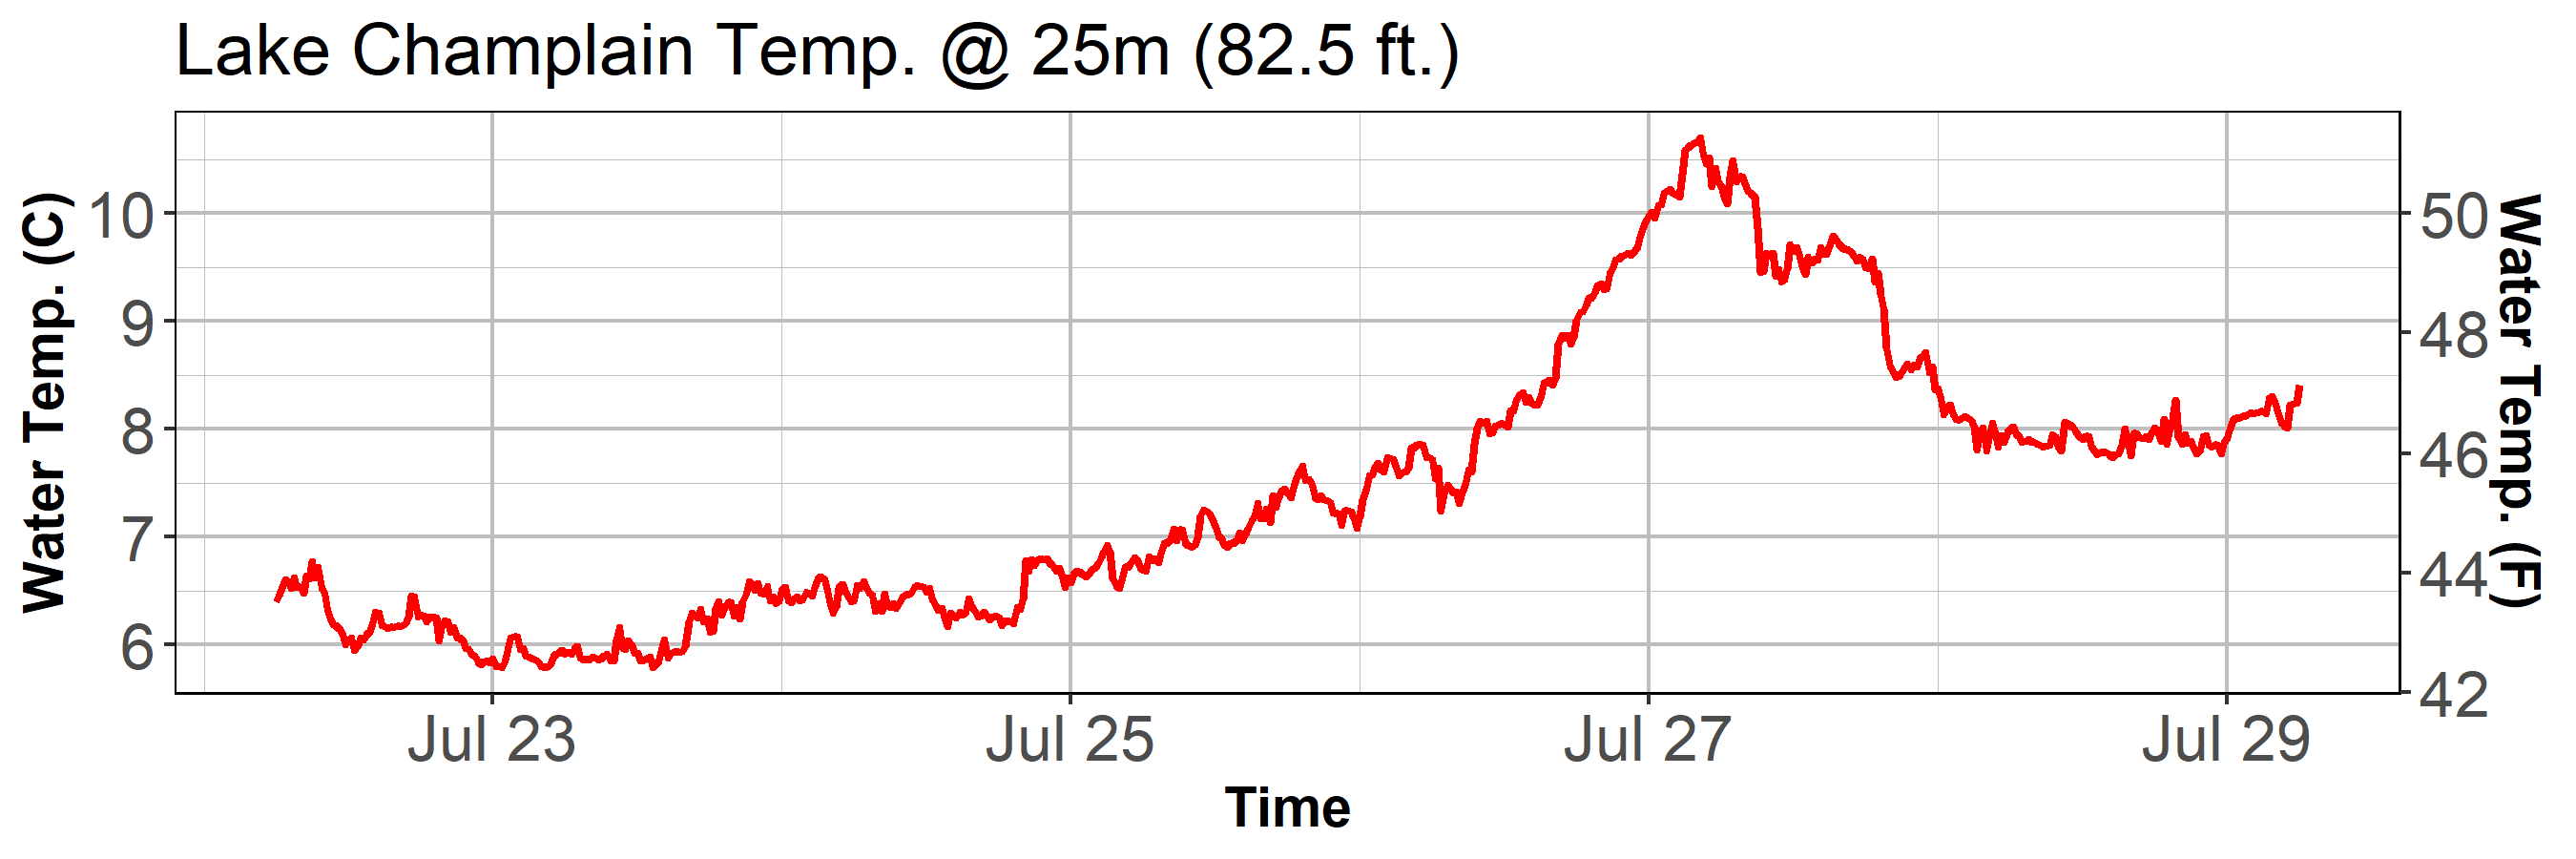 Lake Champlain Temp. @ 25m (82.5 ft.)
Water Temp. (C)
10
9
8
7
6
50
48
46
44
42
Water Temp. (F)
Jul 23
Jul 25
Jul 27
Jul 29
Time